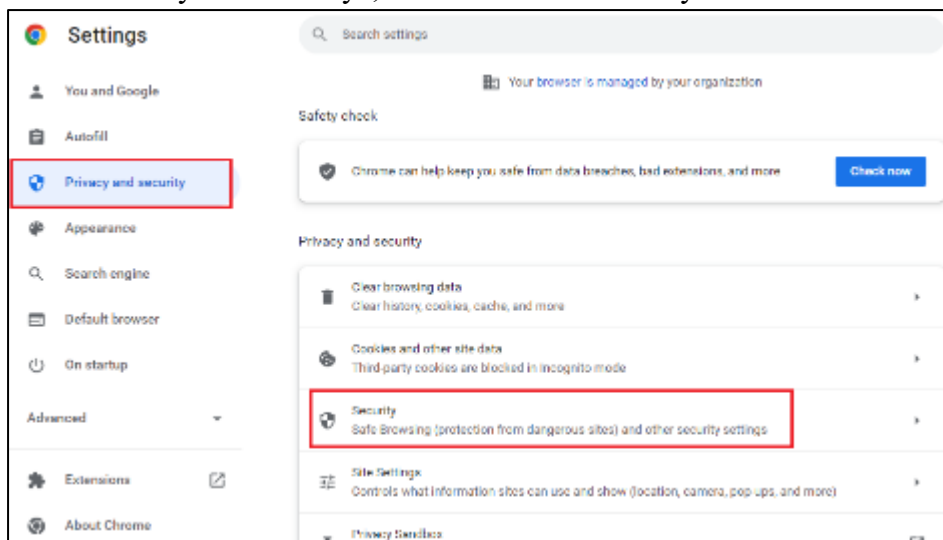 Settings
Search settings
You and Google
Autofill
Privacy and security
Appearance
Search engine
Default browser
On startup
Advanced
Extensions
About Chrome
Your browser is managed by your organization
Safety check
Chrome can help keep you safe from data breaches, bad extensions, and more
Check now
Privacy and security
Clear browsing data
Clear history, cookies, cache, and more
Cookies and other site data
Third-party cookies are blocked in Incognito mode
Security
Safe Browsing (protection from dangerous sites) and other security settings
Site Settings
Controls what information sites can use and show (location, camera, pop-ups, and more)
Privacy Sandbox